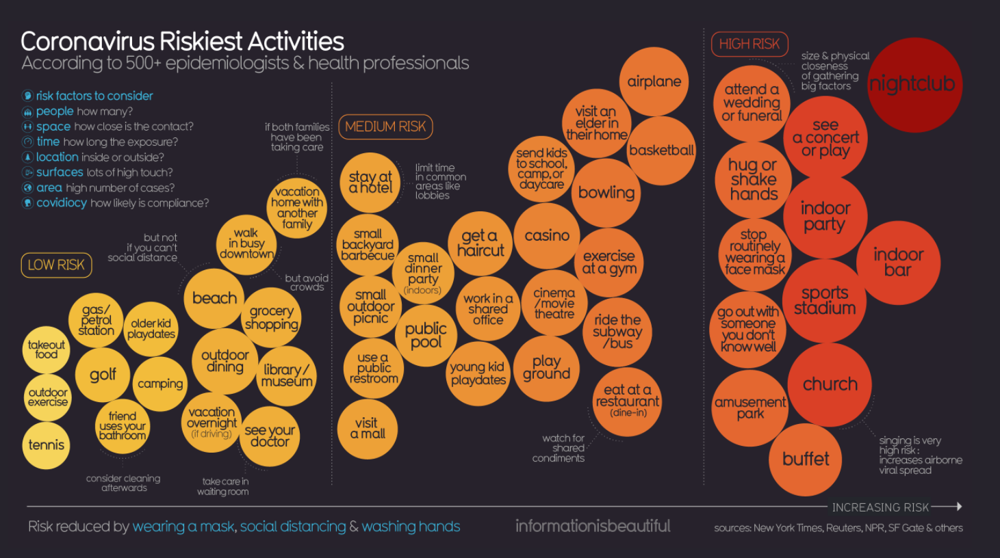 Coronavirus Riskiest Activities
According to 500+ epidemiologists & health professionals
risk factors to consider
people how many?
space how close is the contact?
time how long the exposure?
location inside or outside?
surfaces lots of high touch?
area high number of cases?
covidiocy how likely is compliance?
LOW RISK
takeout
food
outdoor
exercise
tennis
gas/
petrol
station
golf
friend
uses your
bathroom
consider cleaning
afterwards
older kid
playdates
camping
but not
if you can't
social distance
beach
outdoor
dining
vacation
overnight
(if driving)
walk
in busy
downtown
but avoid
crowds
grocery
shopping
library/
museum
see your
doctor
take care in
waiting room
if both families
have been
taking care
vacation
home with
another
family
MEDIUM RISK
stay at
a hotel
limit time
in common
areas like
lobbies
small
backyard
barbecue
small
outdoor
picnic
use a
public
restroom
visit
a mall
small
dinner
party
(indoors)
public
pool
get a
haircut
work in a
shared
office
young kid
playdates
send kids
to school,
camp, or
daycare
casino
cinema
/movie
theatre
play
ground
visit an
elder in
their home
bowling
exercise
at a gym
ride the
subway
/bus
eat at a
restaurant
(dine-in)
watch for
shared
condiments
airplane
basketball
HIGH RISK
size & physical
closeness
of gathering
big factors
attend a
wedding
or funeral
hug or
shake
hands
stop
routinely
wearing a
face mask
go out with
someone
you don't
know well
amusement
park
buffet
see
a concert
or play
indoor
party
sports
stadium
church
singing is very
high risk :
increases airborne
viral spread
indoor
bar
nightclub
INCREASING RISK
Risk reduced by wearing a mask, social distancing & washing hands
informationisbeautiful
sources: New York Times, Reuters, NPR, SF Gate & others